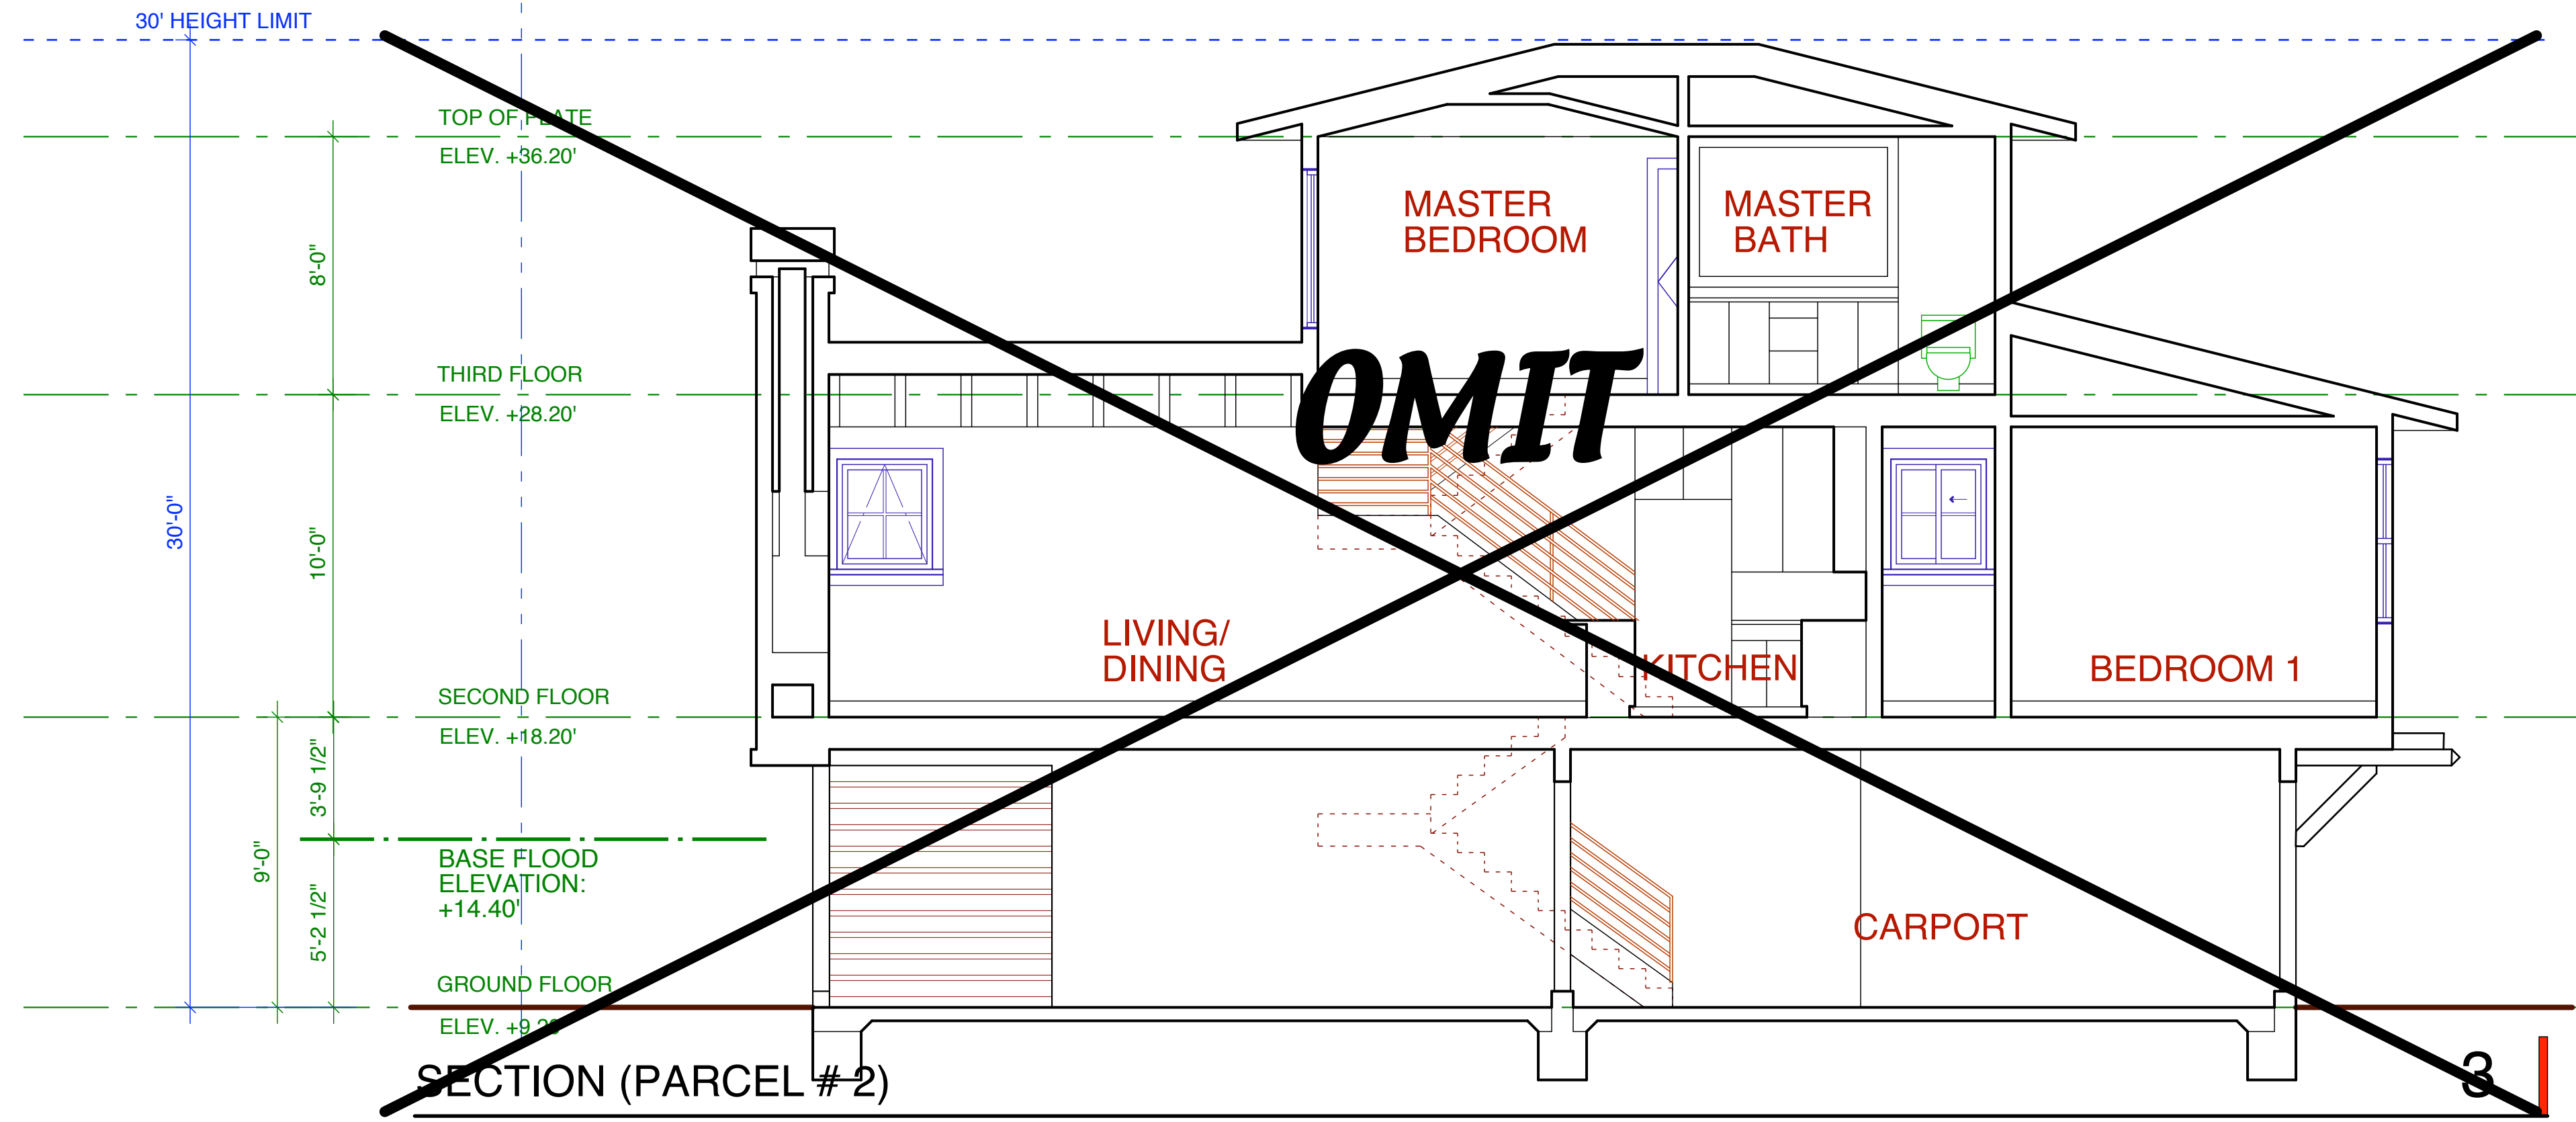 30' HEIGHT LIMIT
TOP OF PLATE
ELEV. +36.20'
MASTER
BEDROOM
MASTER
BATH
8'-0"
THIRD FLOOR
ELEV. +28.20'
OMIT
30'-0"
10'-0"
LIVING/
DINING
KITCHEN
BEDROOM 1
SECOND FLOOR
ELEV. +18.20'
3'-9 1/2"
9'-0"
BASE FLOOD
ELEVATION:
+14.40'
5'-2 1/2"
CARPORT
GROUND FLOOR
ELEV. +9.20'
SECTION (PARCEL # 2)
3